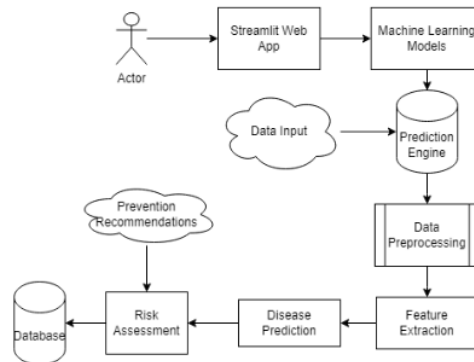 Streamlit Web
App
Machine Learning
Models
Actor
Data Input
Prediction
Engine
Prevention
Recommendations
Data
Preprocessing
Database
Risk
Assessment
Disease
Prediction
Feature
Extraction